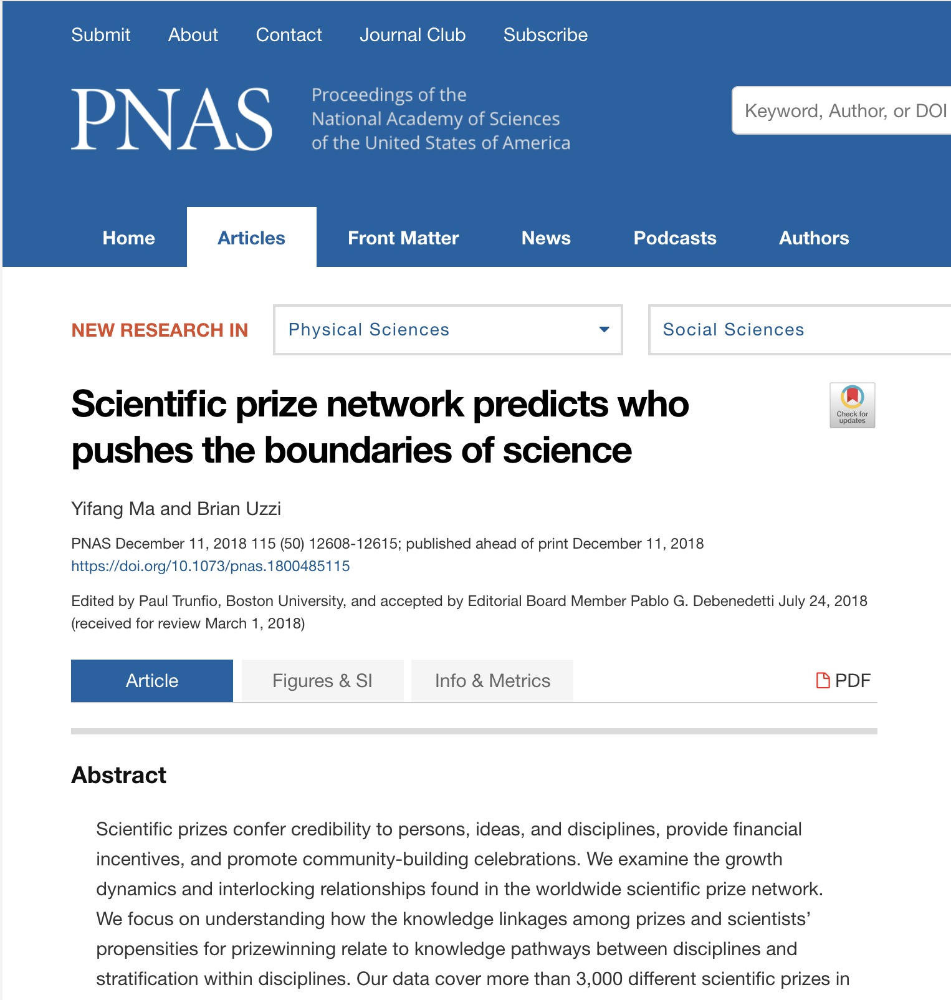 Submit About Contact Journal Club Subscribe
PNAS
Proceedings of the
National Academy of Sciences
of the United States of America
Keyword, Author, or DOI
Home Articles Front Matter News Podcasts Authors
NEW RESEARCH IN Physical Sciences Social Sciences
Scientific prize network predicts who
pushes the boundaries of science
Check for
updates
Yifang Ma and Brian Uzzi
PNAS December 11, 2018 115 (50) 12608-12615; published ahead of print December 11, 2018
https://doi.org/10.1073/pnas.1800485115
Edited by Paul Trunfio, Boston University, and accepted by Editorial Board Member Pablo G. Debenedetti July 24, 2018
(received for review March 1, 2018)
Article Figures & SI Info & Metrics PDF
Abstract
Scientific prizes confer credibility to persons, ideas, and disciplines, provide financial
incentives, and promote community-building celebrations. We examine the growth
dynamics and interlocking relationships found in the worldwide scientific prize network.
We focus on understanding how the knowledge linkages among prizes and scientists’
propensities for prizewinning relate to knowledge pathways between disciplines and
stratification within disciplines. Our data cover more than 3,000 different scientific prizes in